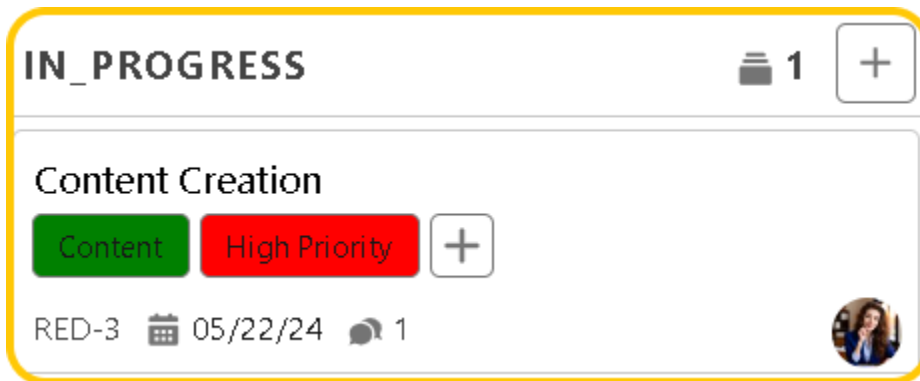 IN_PROGRESS 1
Content Creation
Content High Priority
RED-3 05/22/24 1